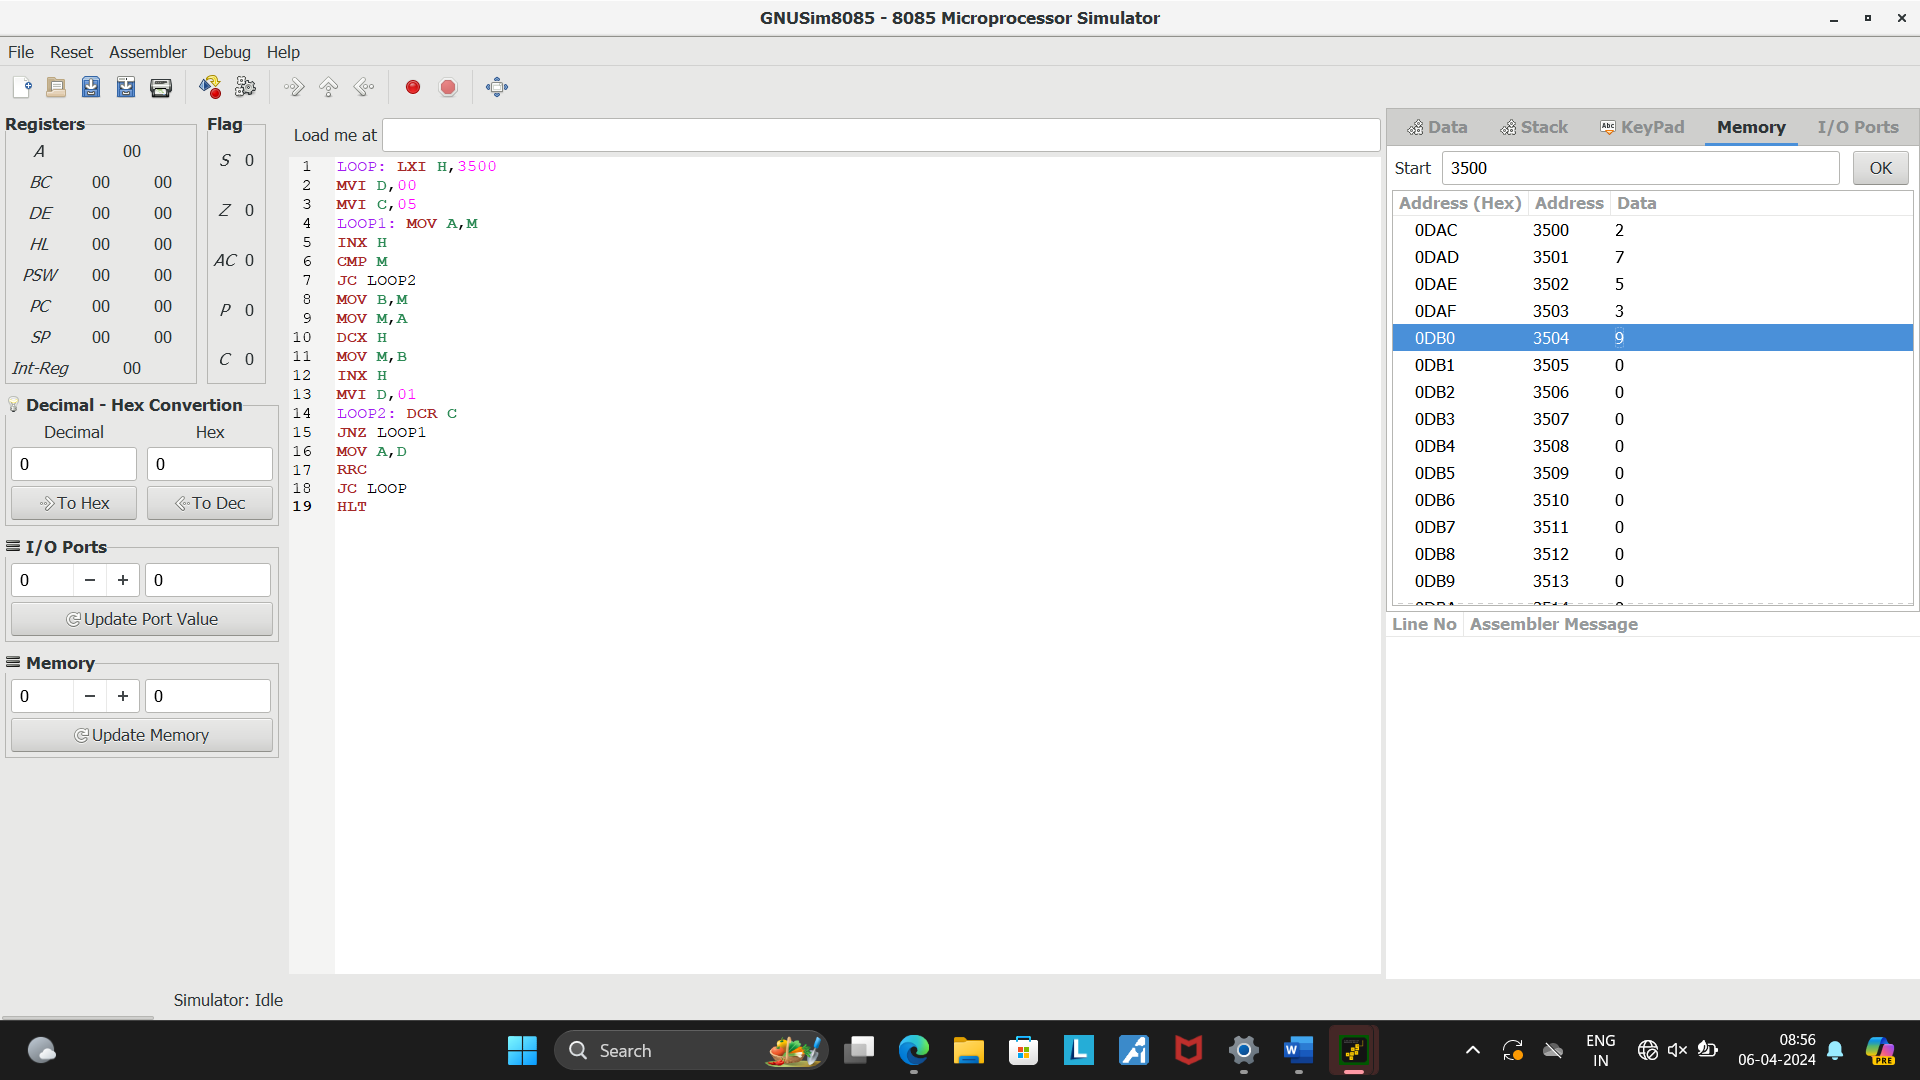 GNUSim8085 - 8085 Microprocessor Simulator
File Reset Assembler Debug Help
Registers
A 00
BC 00 00
DE 00 00
HL 00 00
PSW 00 00
PC 00 00
SP 00 00
Int-Reg 00
Flag
S 0
Z 0
AC 0
P 0
C 0
Decimal - Hex Convertion
Decimal Hex
0 0
To Hex To Dec
I/O Ports
0 − + 0
Update Port Value
Memory
0 − + 0
Update Memory
Load me at
1 LOOP: LXI H,3500
2 MVI D,00
3 MVI C,05
4 LOOP1: MOV A,M
5 INX H
6 CMP M
7 JC LOOP2
8 MOV B,M
9 MOV M,A
10 DCX H
11 MOV M,B
12 INX H
13 MVI D,01
14 LOOP2: DCR C
15 JNZ LOOP1
16 MOV A,D
17 RRC
18 JC LOOP
19 HLT
Data Stack Abc KeyPad Memory I/O Ports
Start 3500 OK
Address (Hex) Address Data
0DAC 3500 2
0DAD 3501 7
0DAE 3502 5
0DAF 3503 3
0DB0 3504 9
0DB1 3505 0
0DB2 3506 0
0DB3 3507 0
0DB4 3508 0
0DB5 3509 0
0DB6 3510 0
0DB7 3511 0
0DB8 3512 0
0DB9 3513 0
Line No Assembler Message
Simulator: Idle
Search
L
W
ENG
IN
08:56
06-04-2024
PRE